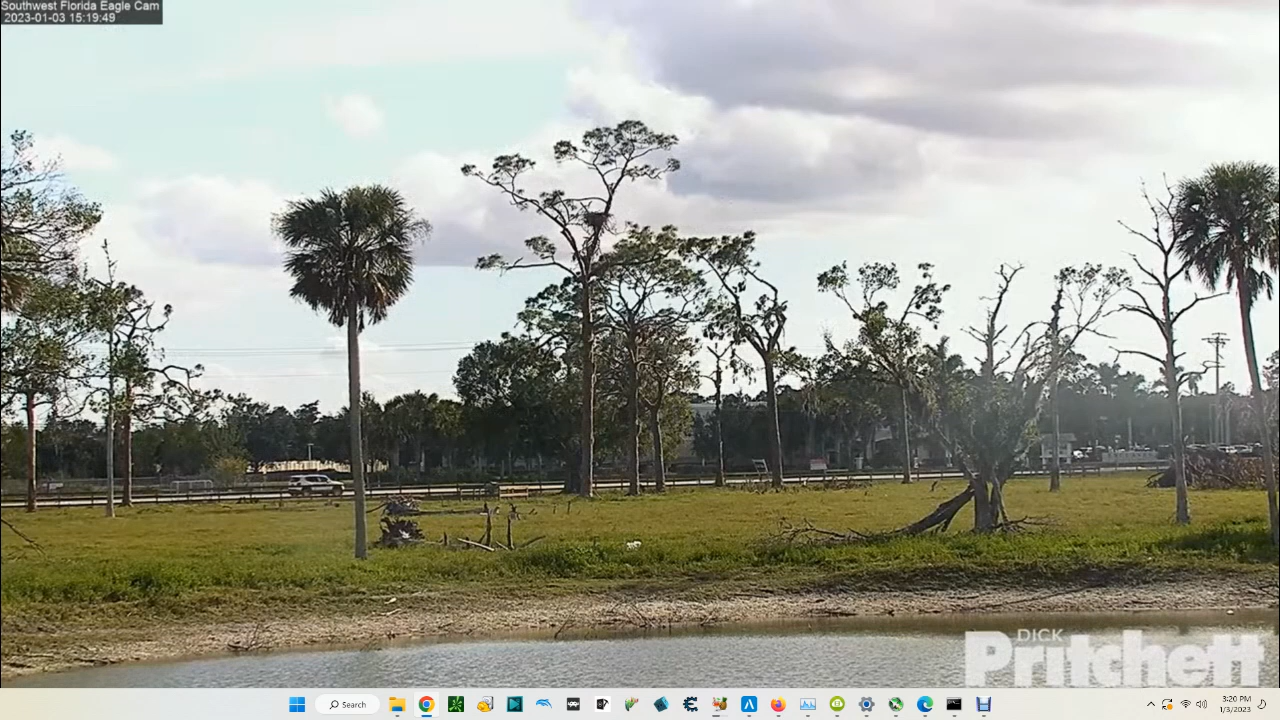 Southwest Florida Eagle Cam
2023-01-03 15:19:49
DICK
Pritchett
Search
3:20 PM
1/3/2023